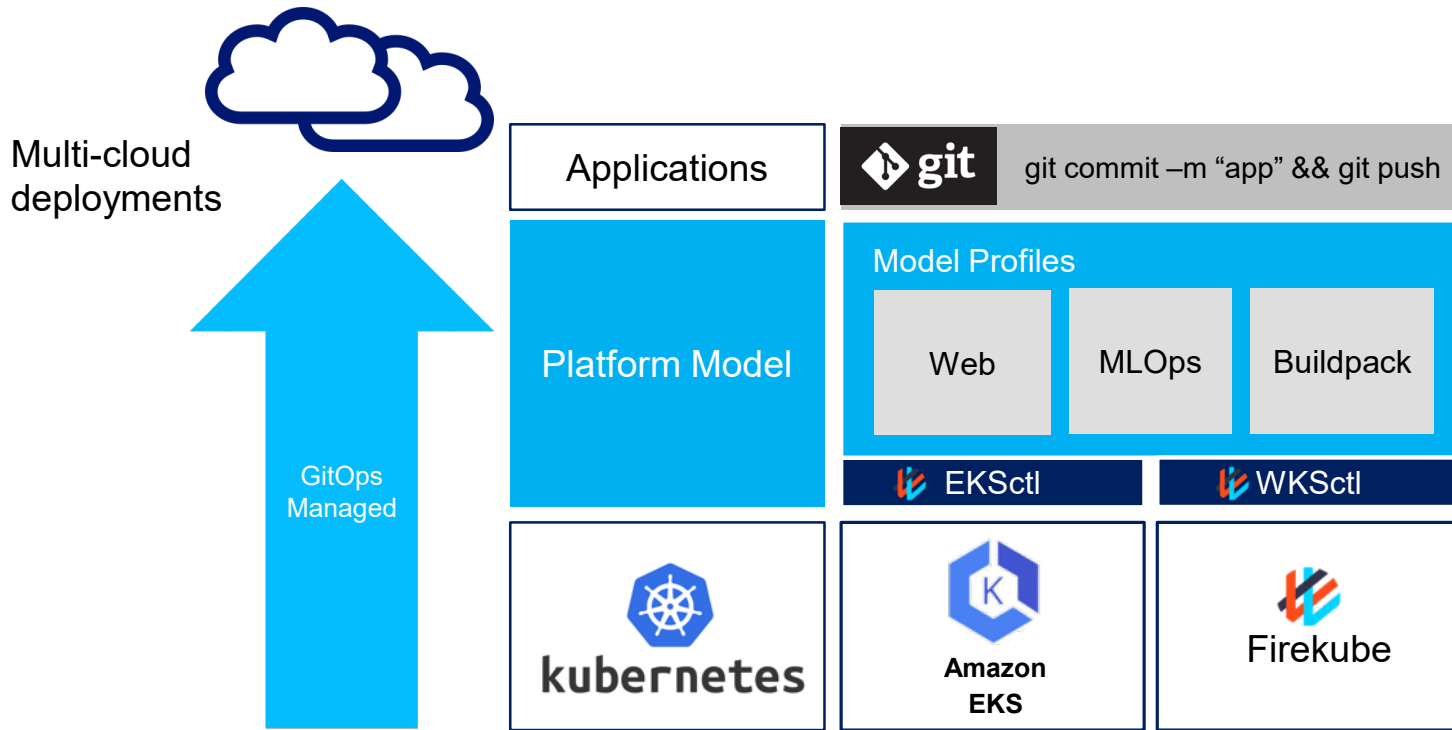 Multi-cloud
deployments
GitOps
Managed
Applications
git
git commit –m “app” && git push
Platform Model
Model Profiles
Web
MLOps
Buildpack
EKSctl
WKSctl
kubernetes
K
Amazon
EKS
Firekube